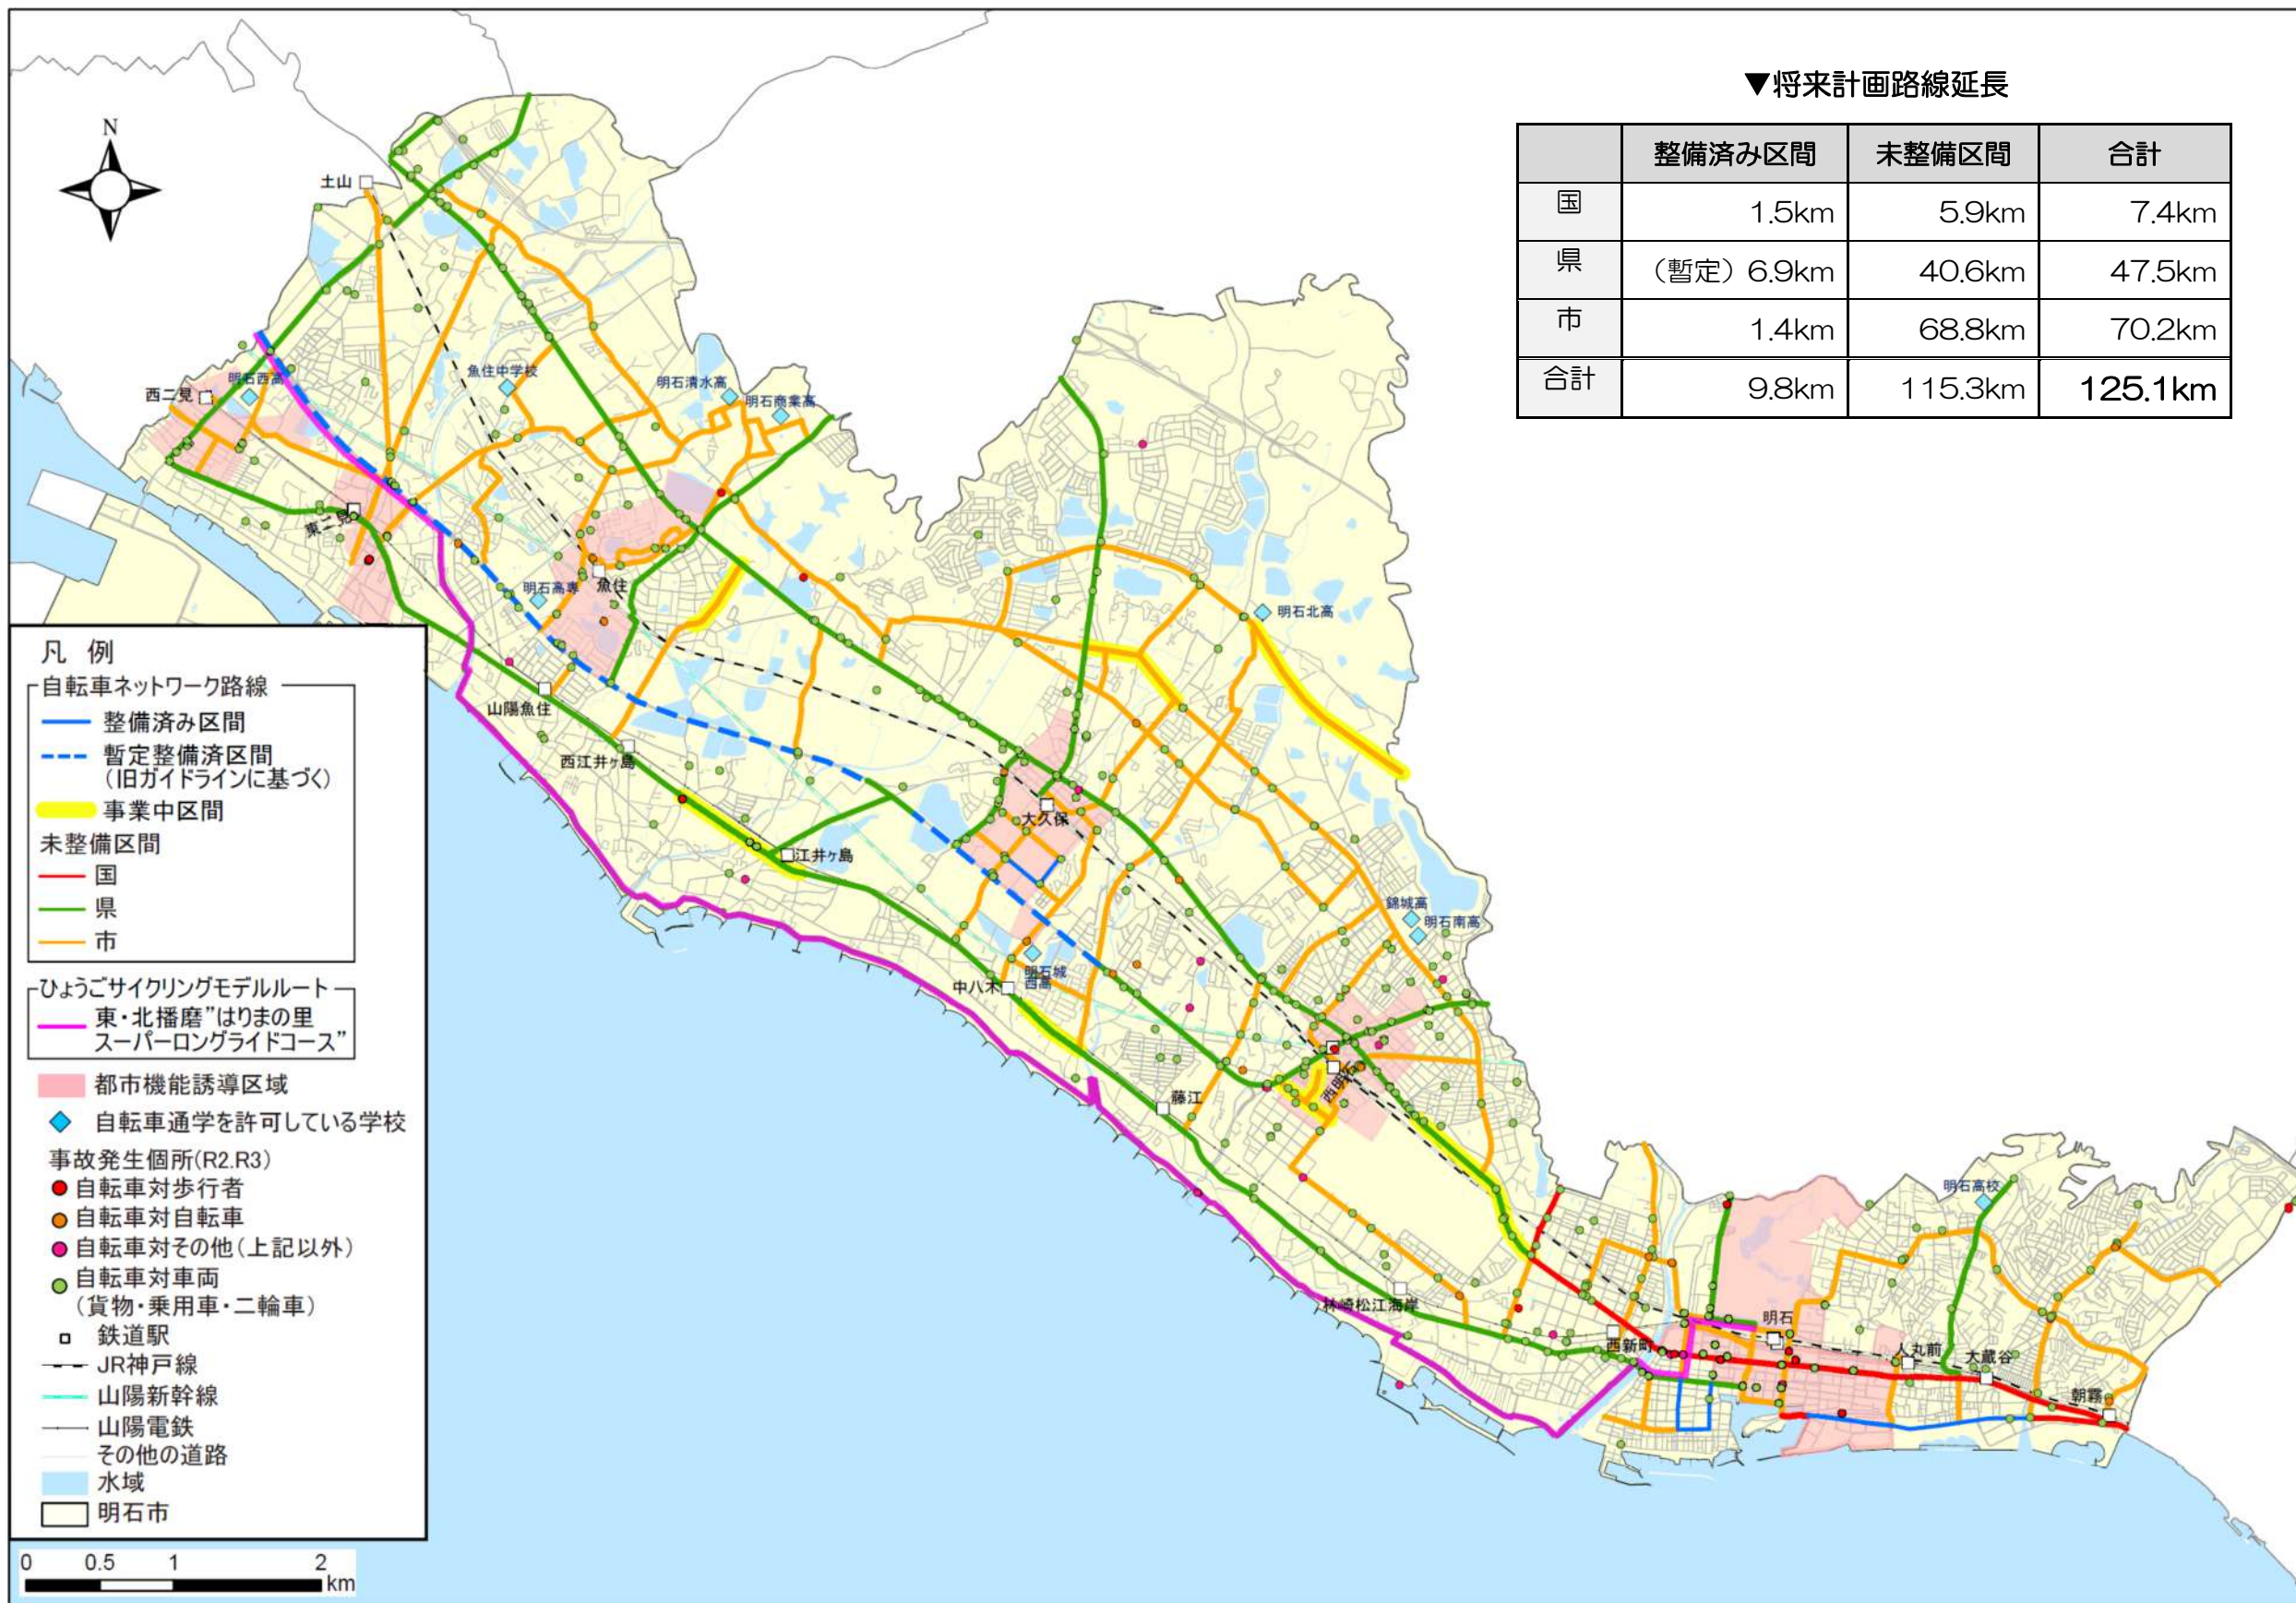 ▼将来計画路線延長
整備済み区間 未整備区間 合計
国 1.5km 5.9km 7.4km
県 （暫定）6.9km 40.6km 47.5km
市 1.4km 68.8km 70.2km
合計 9.8km 115.3km 125.1km
N
土山
西二見
明石西高
魚住中学校
明石清水高
明石商業高
東二見
明石高専
魚住
明石北高
山陽魚住
西江井ヶ島
江井ヶ島
大久保
錦城高
明石南高
明石城
西高
中八木
藤江
西明石
明石高校
林崎松江海岸
西新町
明石
人丸前
大蔵谷
朝霧
凡 例
自転車ネットワーク路線
整備済み区間
暫定整備済区間
（旧ガイドラインに基づく）
事業中区間
未整備区間
国
県
市
ひょうごサイクリングモデルルート
東・北播磨”はりまの里
スーパーロングライドコース”
都市機能誘導区域
自転車通学を許可している学校
事故発生個所(R2.R3)
自転車対歩行者
自転車対自転車
自転車対その他（上記以外）
自転車対車両
（貨物・乗用車・二輪車）
鉄道駅
JR神戸線
山陽新幹線
山陽電鉄
その他の道路
水域
明石市
0 0.5 1 2
km